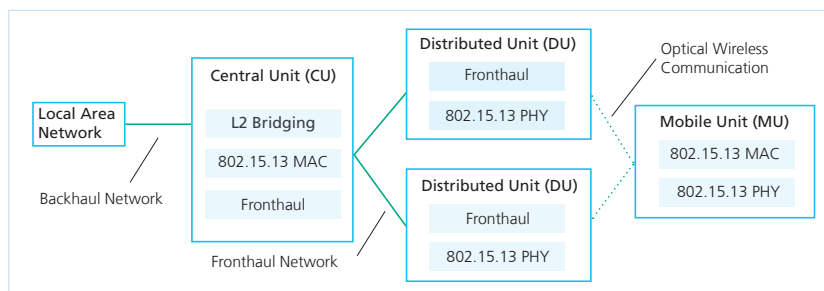 Local Area
Network
Backhaul Network
Central Unit (CU)
L2 Bridging
802.15.13 MAC
Fronthaul
Fronthaul Network
Distributed Unit (DU)
Fronthaul
802.15.13 PHY
Distributed Unit (DU)
Fronthaul
802.15.13 PHY
Optical Wireless
Communication
Mobile Unit (MU)
802.15.13 MAC
802.15.13 PHY